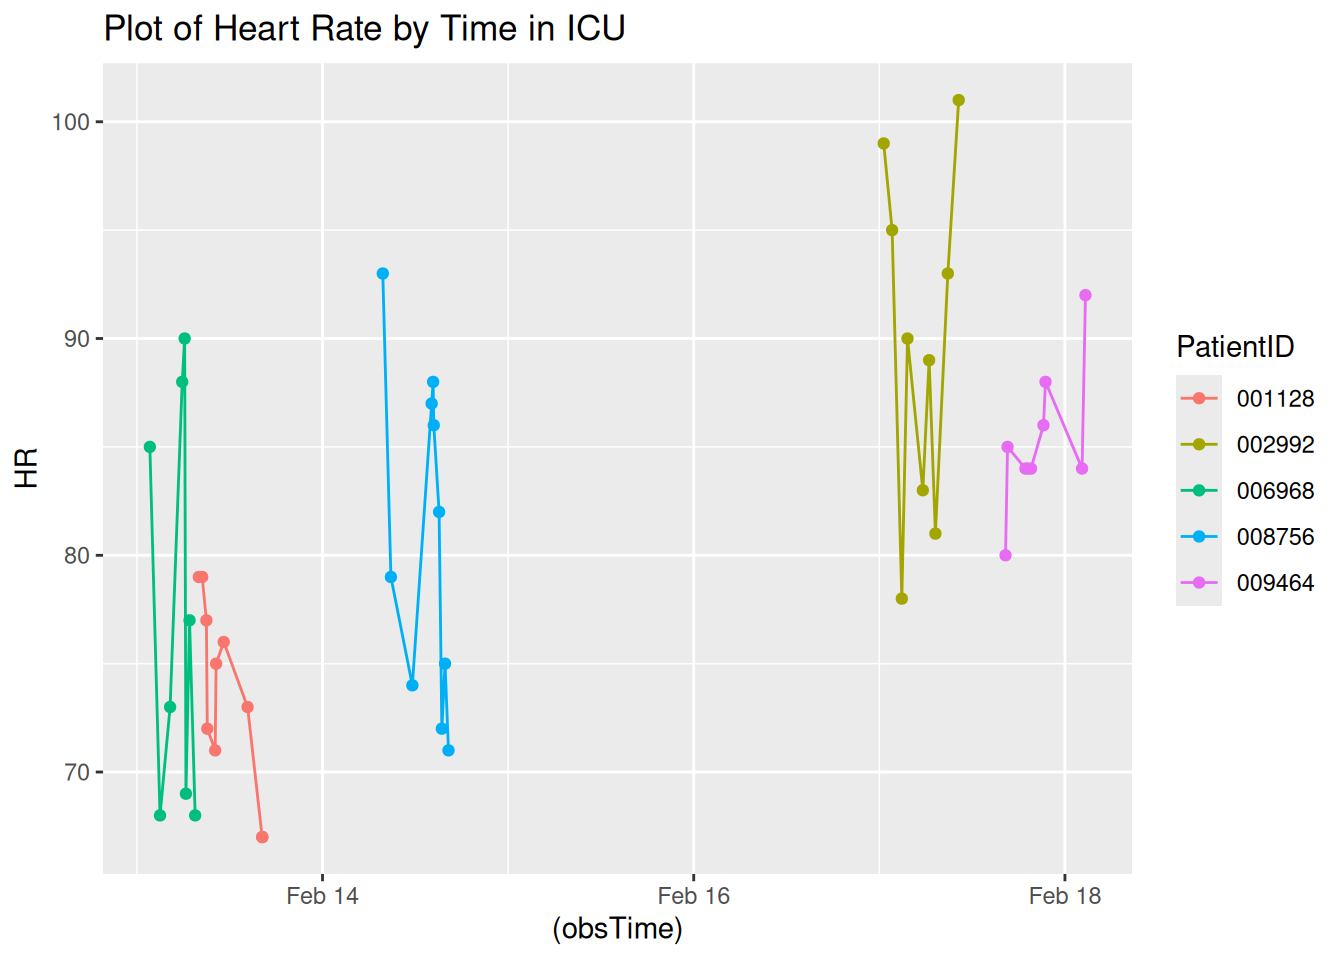 Plot of Heart Rate by Time in ICU
100
90
80
70
HR
Feb 14
Feb 16
Feb 18
(obsTime)
PatientID
001128
002992
006968
008756
009464